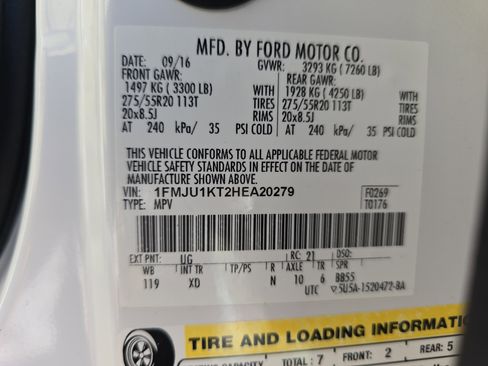 MFD. BY FORD MOTOR CO.
DATE: 09/16 GVWR: 3293 KG ( 7260 LB)
FRONT GAWR: REAR GAWR:
1497 KG ( 3300 LB) WITH 1928 KG ( 4250 LB) WITH
275/55R20 113T TIRES 275/55R20 113T TIRES
20x8.5J RIMS 20x8.5J RIMS
AT 240 kPa/ 35 PSI COLD AT 240 kPa/ 35 PSI COLD
THIS VEHICLE CONFORMS TO ALL APPLICABLE FEDERAL MOTOR
VEHICLE SAFETY STANDARDS IN EFFECT ON THE DATE OF
MANUFACTURE SHOWN ABOVE.
VIN: 1FMJU1KT2HEA20279 F0269
TYPE: MPV T0176
EXT PNT: UG RC: 21 DSO:
WB INT TR TP/PS R AXLE TR SPR
119 XD N 10 6 BB55
UTC 5U5A-1520472-BA
TIRE AND LOADING INFORMATION
SEATING CAPACITY TOTAL : 7 FRONT: 2 REAR: 5